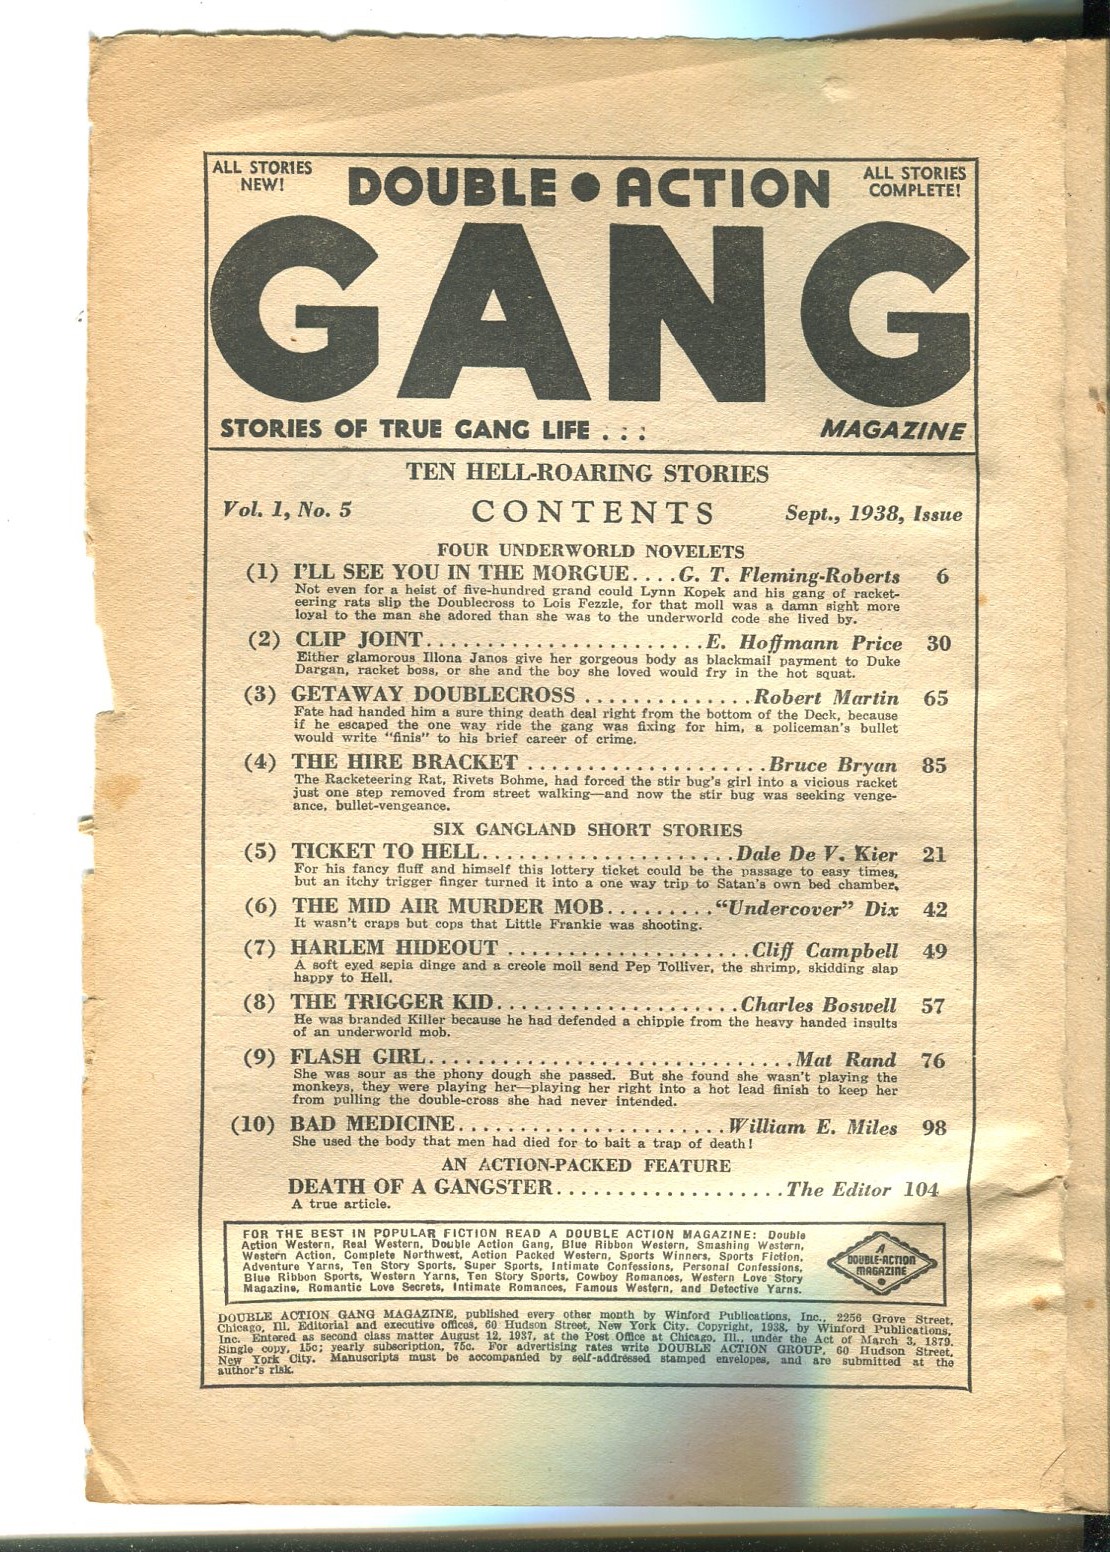 ALL STORIES
NEW!
DOUBLE ● ACTION
ALL STORIES
COMPLETE!
GANG
STORIES OF TRUE GANG LIFE . . :
MAGAZINE
TEN HELL-ROARING STORIES
Vol. 1, No. 5 CONTENTS Sept., 1938, Issue
FOUR UNDERWORLD NOVELETS
(1) I'LL SEE YOU IN THE MORGUE....G. T. Fleming-Roberts 6
Not even for a heist of five-hundred grand could Lynn Kopek and his gang of racket-
eering rats slip the Doublecross to Lois Fezzle, for that moll was a damn sight more
loyal to the man she adored than she was to the underworld code she lived by.
(2) CLIP JOINT.......................E. Hoffmann Price 30
Either glamorous Illona Janos give her gorgeous body as blackmail payment to Duke
Dargan, racket boss, or she and the boy she loved would fry in the hot squat.
(3) GETAWAY DOUBLECROSS ..............Robert Martin 65
Fate had handed him a sure thing death deal right from the bottom of the Deck, because
if he escaped the one way ride the gang was fixing for him, a policeman's bullet
would write "finis" to his brief career of crime.
(4) THE HIRE BRACKET ....................Bruce Bryan 85
The Racketeering Rat, Rivets Bohme, had forced the stir bug's girl into a vicious racket
just one step removed from street walking—and now the stir bug was seeking venge-
ance, bullet-vengeance.
SIX GANGLAND SHORT STORIES
(5) TICKET TO HELL.....................Dale De V. Kier 21
For his fancy fluff and himself this lottery ticket could be the passage to easy times,
but an itchy trigger finger turned it into a one way trip to Satan's own bed chamber.
(6) THE MID AIR MURDER MOB........."Undercover" Dix 42
It wasn't craps but cops that Little Frankie was shooting.
(7) HARLEM HIDEOUT ....................Cliff Campbell 49
A soft eyed sepia dinge and a creole moll send Pep Tolliver, the shrimp, skidding slap
happy to Hell.
(8) THE TRIGGER KID....................Charles Boswell 57
He was branded Killer because he had defended a chippie from the heavy handed insults
of an underworld mob.
(9) FLASH GIRL..............................Mat Rand 76
She was sour as the phony dough she passed. But she found she wasn't playing the
monkeys, they were playing her—playing her right into a hot lead finish to keep her
from pulling the double-cross she had never intended.
(10) BAD MEDICINE......................William E. Miles 98
She used the body that men had died for to bait a trap of death!
AN ACTION-PACKED FEATURE
DEATH OF A GANGSTER...................The Editor 104
A true article.
FOR THE BEST IN POPULAR FICTION READ A DOUBLE ACTION MAGAZINE: Double
Action Western, Real Western, Double Action Gang, Blue Ribbon Western, Smashing Western,
Western Action, Complete Northwest, Action Packed Western, Sports Winners, Sports Fiction,
Adventure Yarns, Ten Story Sports, Super Sports, Intimate Confessions, Personal Confessions,
Blue Ribbon Sports, Western Yarns, Ten Story Sports, Cowboy Romances, Western Love Story
Magazine, Romantic Love Secrets, Intimate Romances, Famous Western, and Detective Yarns.
A
DOUBLE-ACTION
MAGAZINE
DOUBLE ACTION GANG MAGAZINE, published every other month by Winford Publications, Inc., 2256 Grove Street,
Chicago, Ill. Editorial and executive offices, 60 Hudson Street, New York City. Copyright, 1938, by Winford Publications,
Inc. Entered as second class matter August 12, 1937, at the Post Office at Chicago, Ill., under the Act of March 3, 1879.
Single copy, 15c; yearly subscription, 75c. For advertising rates write DOUBLE ACTION GROUP, 60 Hudson Street,
New York City. Manuscripts must be accompanied by self-addressed stamped envelopes, and are submitted at the
author's risk.